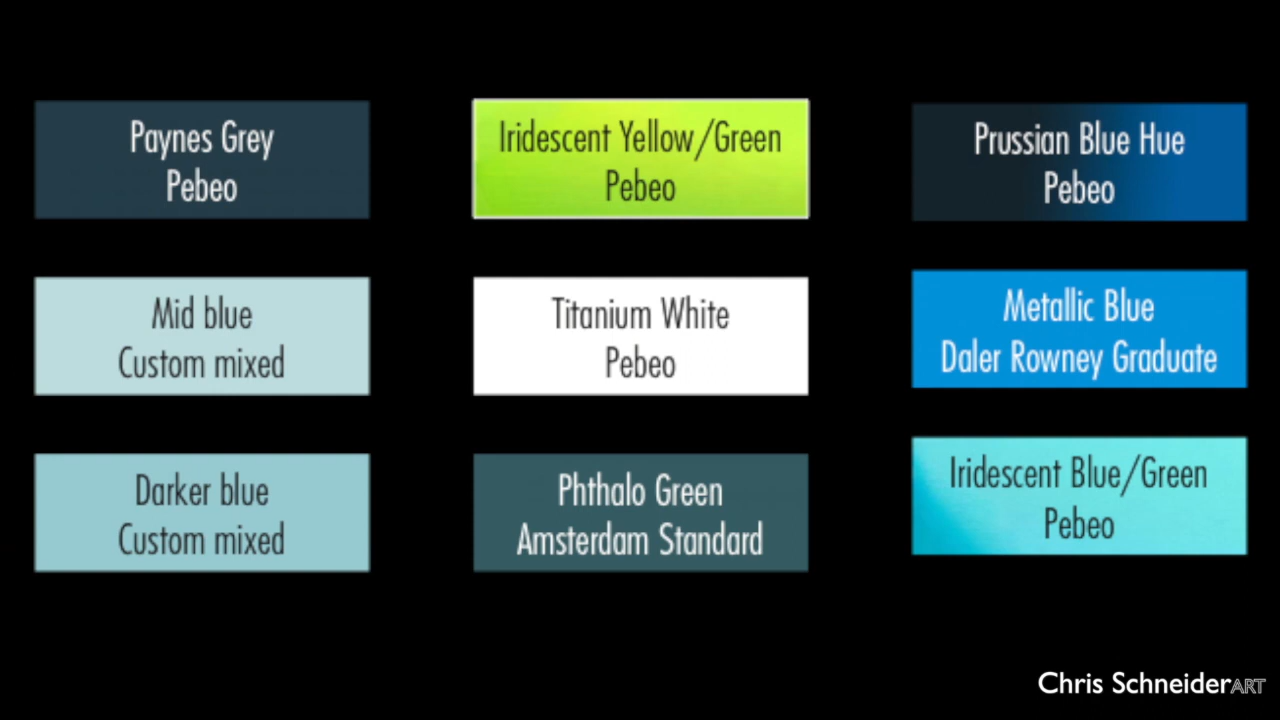 Paynes Grey
Pebeo
Iridescent Yellow/Green
Pebeo
Prussian Blue Hue
Pebeo
Mid blue
Custom mixed
Titanium White
Pebeo
Metallic Blue
Daler Rowney Graduate
Darker blue
Custom mixed
Phthalo Green
Amsterdam Standard
Iridescent Blue/Green
Pebeo
Chris SchneiderART